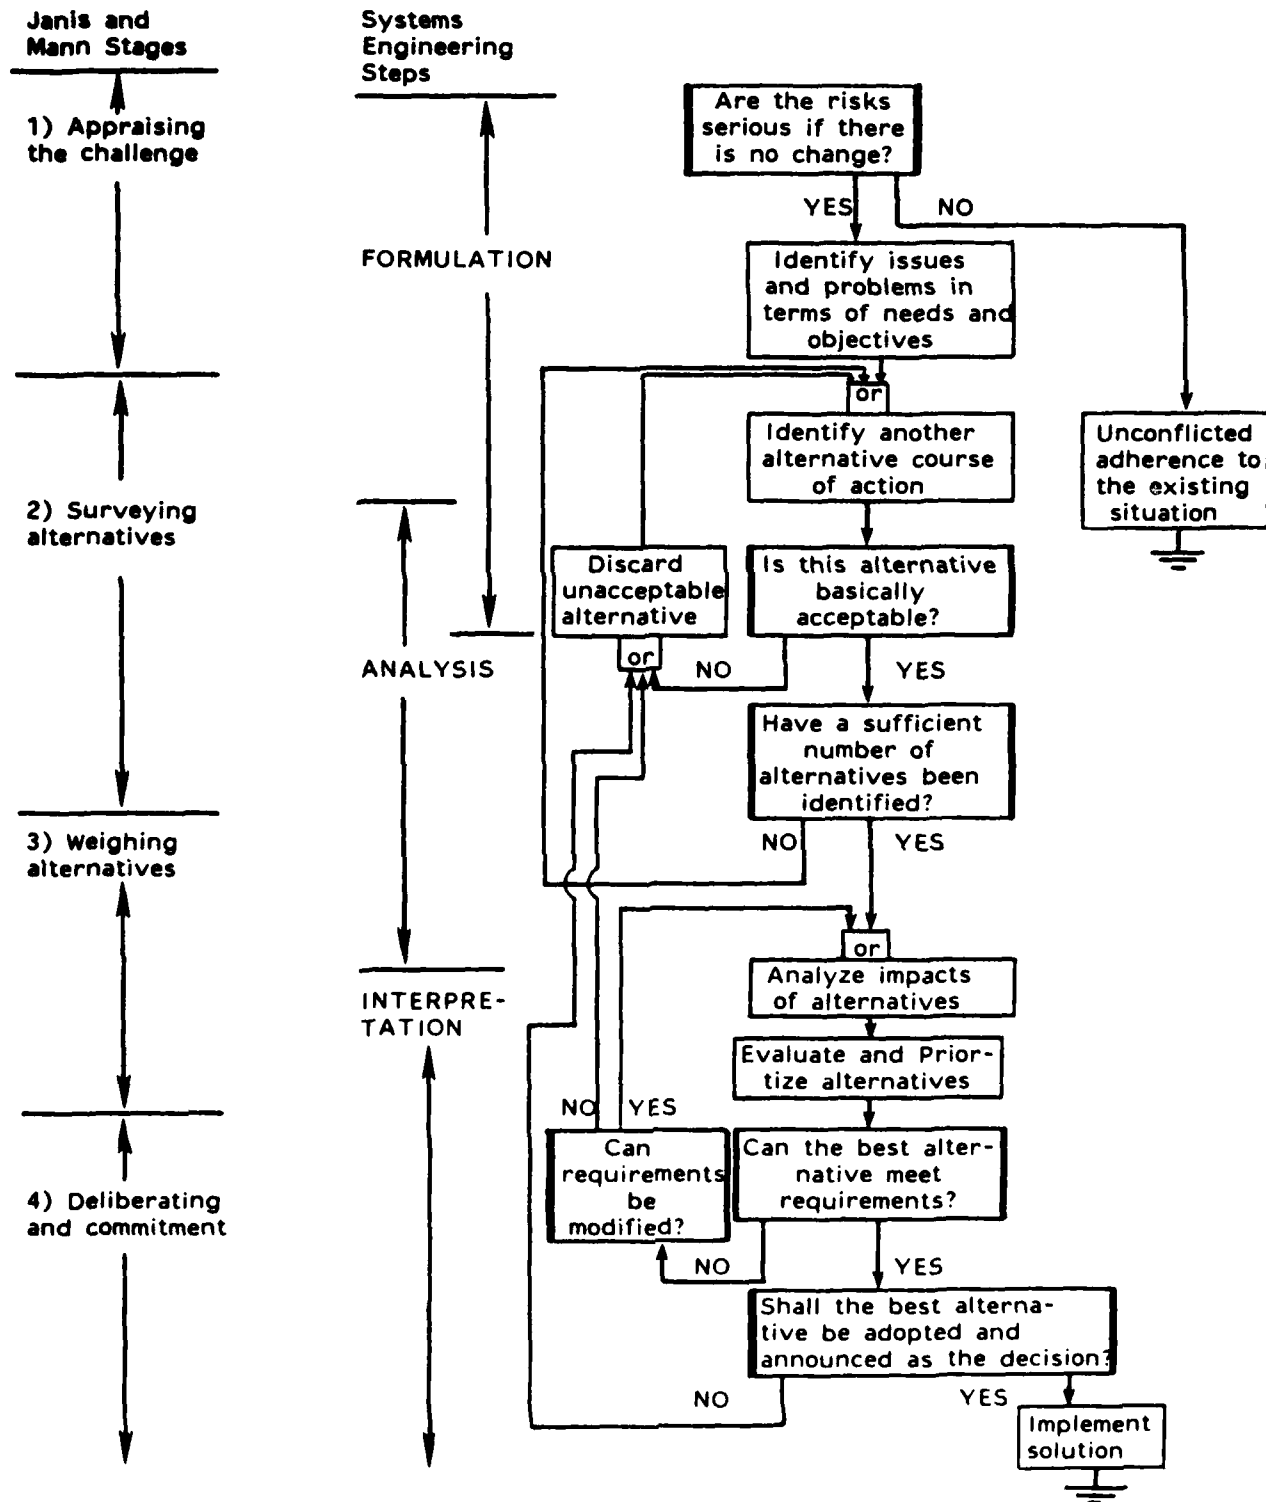 Janis and
Mann Stages
Systems
Engineering
Steps
1) Appraising
the challenge
Are the risks
serious if there
is no change?
YES
NO
FORMULATION
Identify issues
and problems in
terms of needs and
objectives
or
Identify another
alternative course
of action
Unconflicted
adherence to
the existing
situation
2) Surveying
alternatives
Discard
unacceptable
alternative
Is this alternative
basically
acceptable?
or
NO
YES
ANALYSIS
Have a sufficient
number of
alternatives been
identified?
NO
YES
3) Weighing
alternatives
or
Analyze impacts
of alternatives
INTERPRE-
TATION
Evaluate and Prior-
tize alternatives
NO
YES
Can
requirements
be
modified?
Can the best alter-
native meet
requirements?
4) Deliberating
and commitment
NO
YES
Shall the best alterna-
tive be adopted and
announced as the decision?
NO
YES
Implement
solution